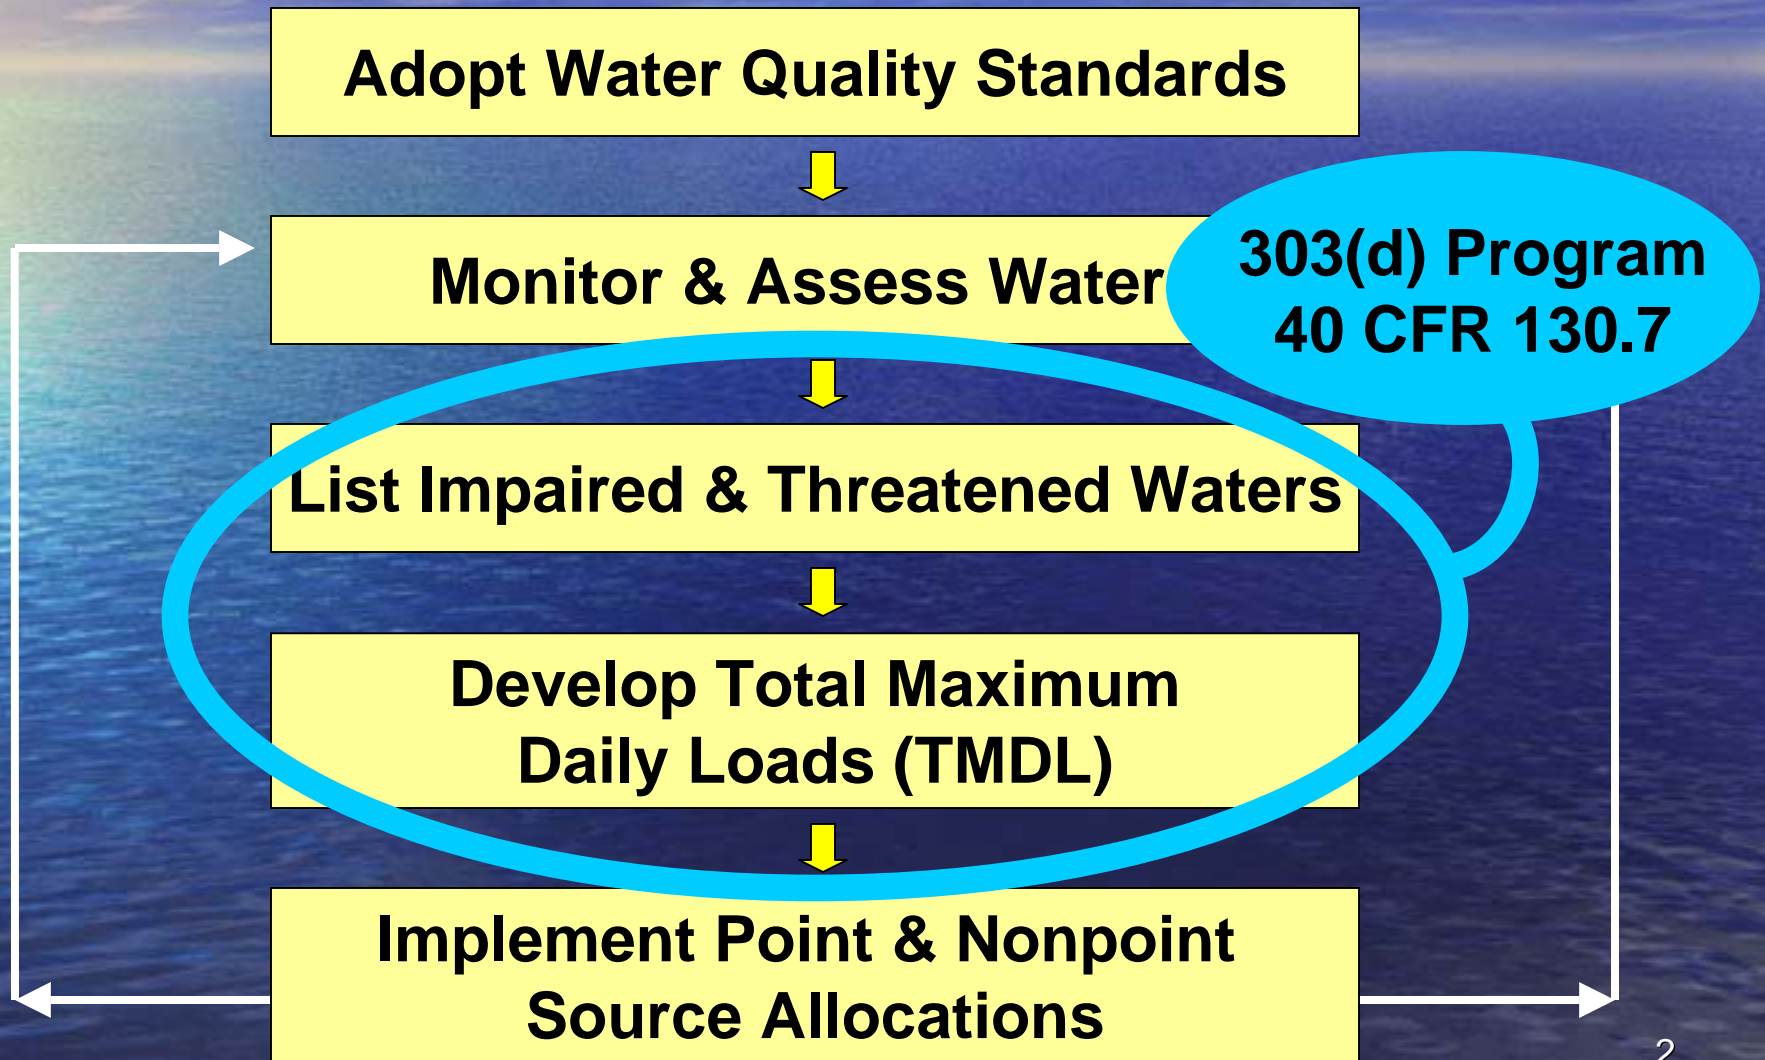 Adopt Water Quality Standards
Monitor & Assess Water
303(d) Program
40 CFR 130.7
List Impaired & Threatened Waters
Develop Total Maximum
Daily Loads (TMDL)
Implement Point & Nonpoint
Source Allocations
2